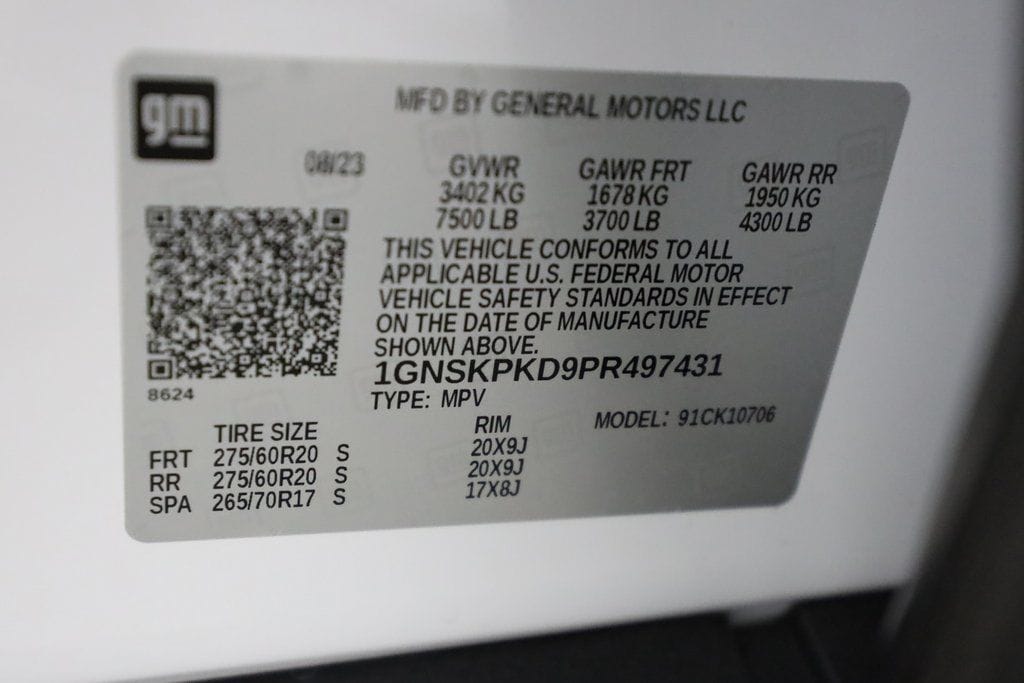 gm
MFD BY GENERAL MOTORS LLC
08/23 GVWR GAWR FRT GAWR RR
3402 KG 1678 KG 1950 KG
7500 LB 3700 LB 4300 LB
THIS VEHICLE CONFORMS TO ALL
APPLICABLE U.S. FEDERAL MOTOR
VEHICLE SAFETY STANDARDS IN EFFECT
ON THE DATE OF MANUFACTURE
SHOWN ABOVE.
1GNSKPKD9PR497431
8624
TYPE: MPV
MODEL: 91CK10706
TIRE SIZE RIM
FRT 275/60R20 S 20X9J
RR 275/60R20 S 20X9J
SPA 265/70R17 S 17X8J